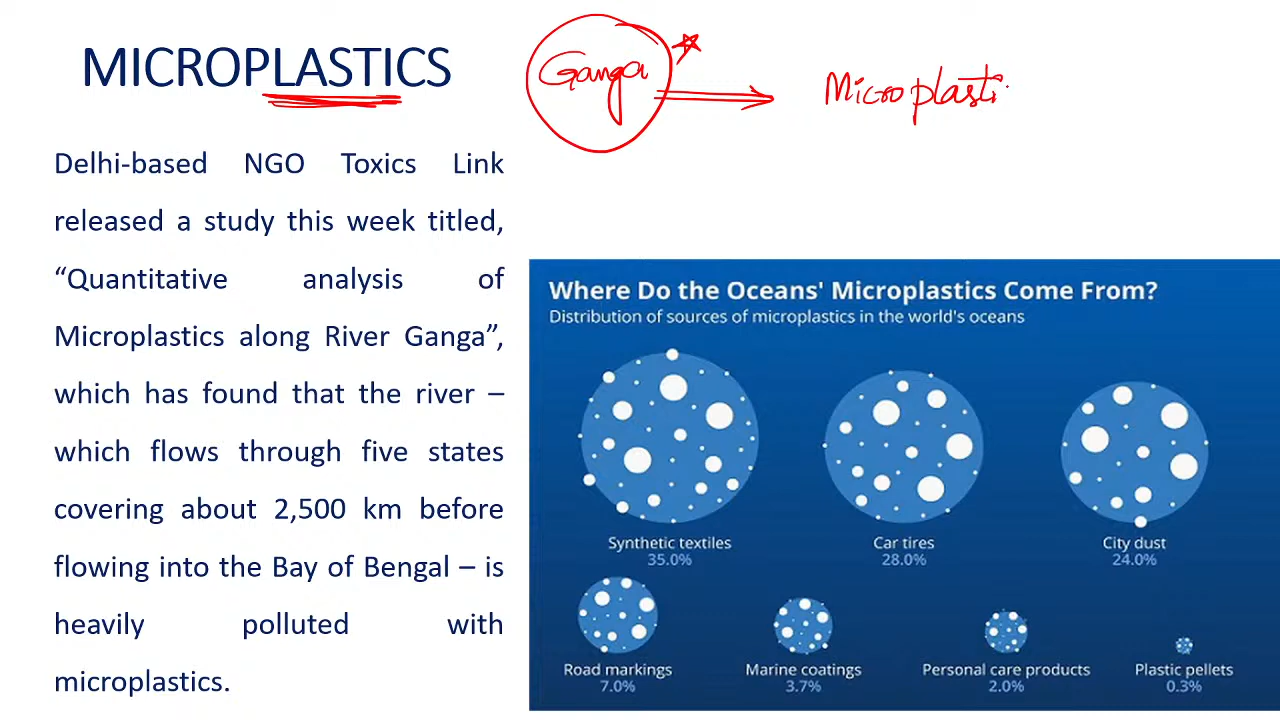 MICROPLASTICS
Ganga
Microplasti
Delhi-based NGO Toxics Link
released a study this week titled,
“Quantitative analysis of
Microplastics along River Ganga”,
which has found that the river –
which flows through five states
covering about 2,500 km before
flowing into the Bay of Bengal – is
heavily polluted with
microplastics.
Where Do the Oceans' Microplastics Come From?
Distribution of sources of microplastics in the world's oceans
Synthetic textiles
35.0%
Car tires
28.0%
City dust
24.0%
Road markings
7.0%
Marine coatings
3.7%
Personal care products
2.0%
Plastic pellets
0.3%